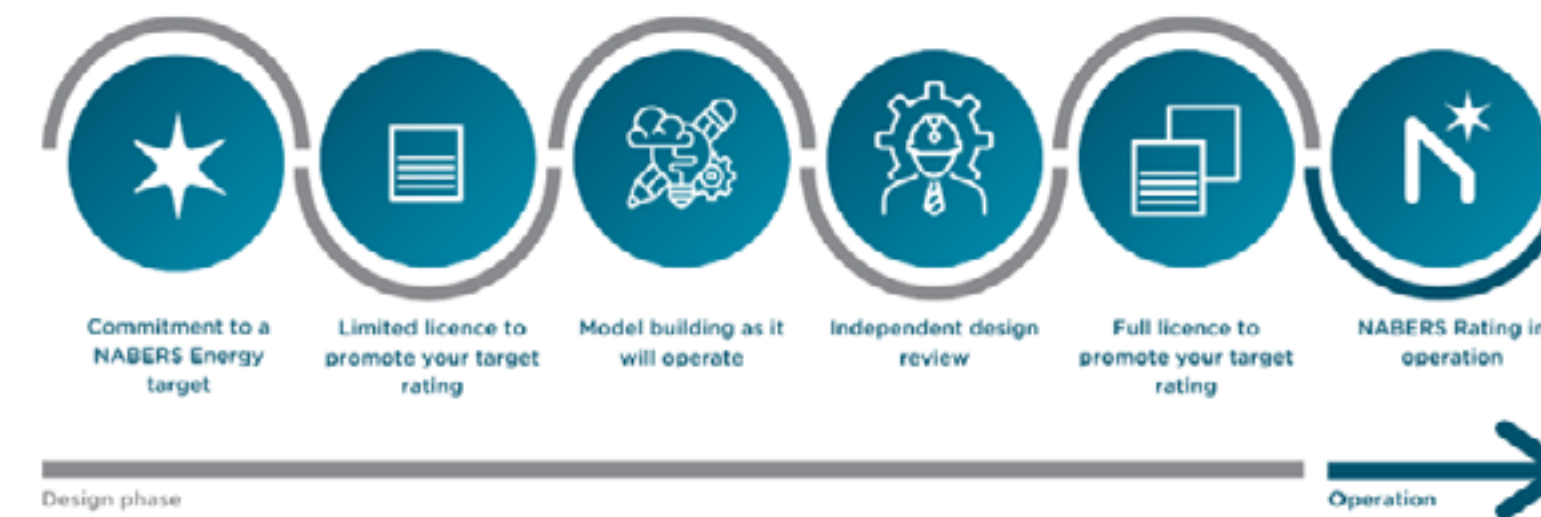 Commitment to a
NABERS Energy
target
Limited licence to
promote your target
rating
Model building as it
will operate
Independent design
review
Full licence to
promote your target
rating
NABERS Rating in
operation
Design phase
Operation